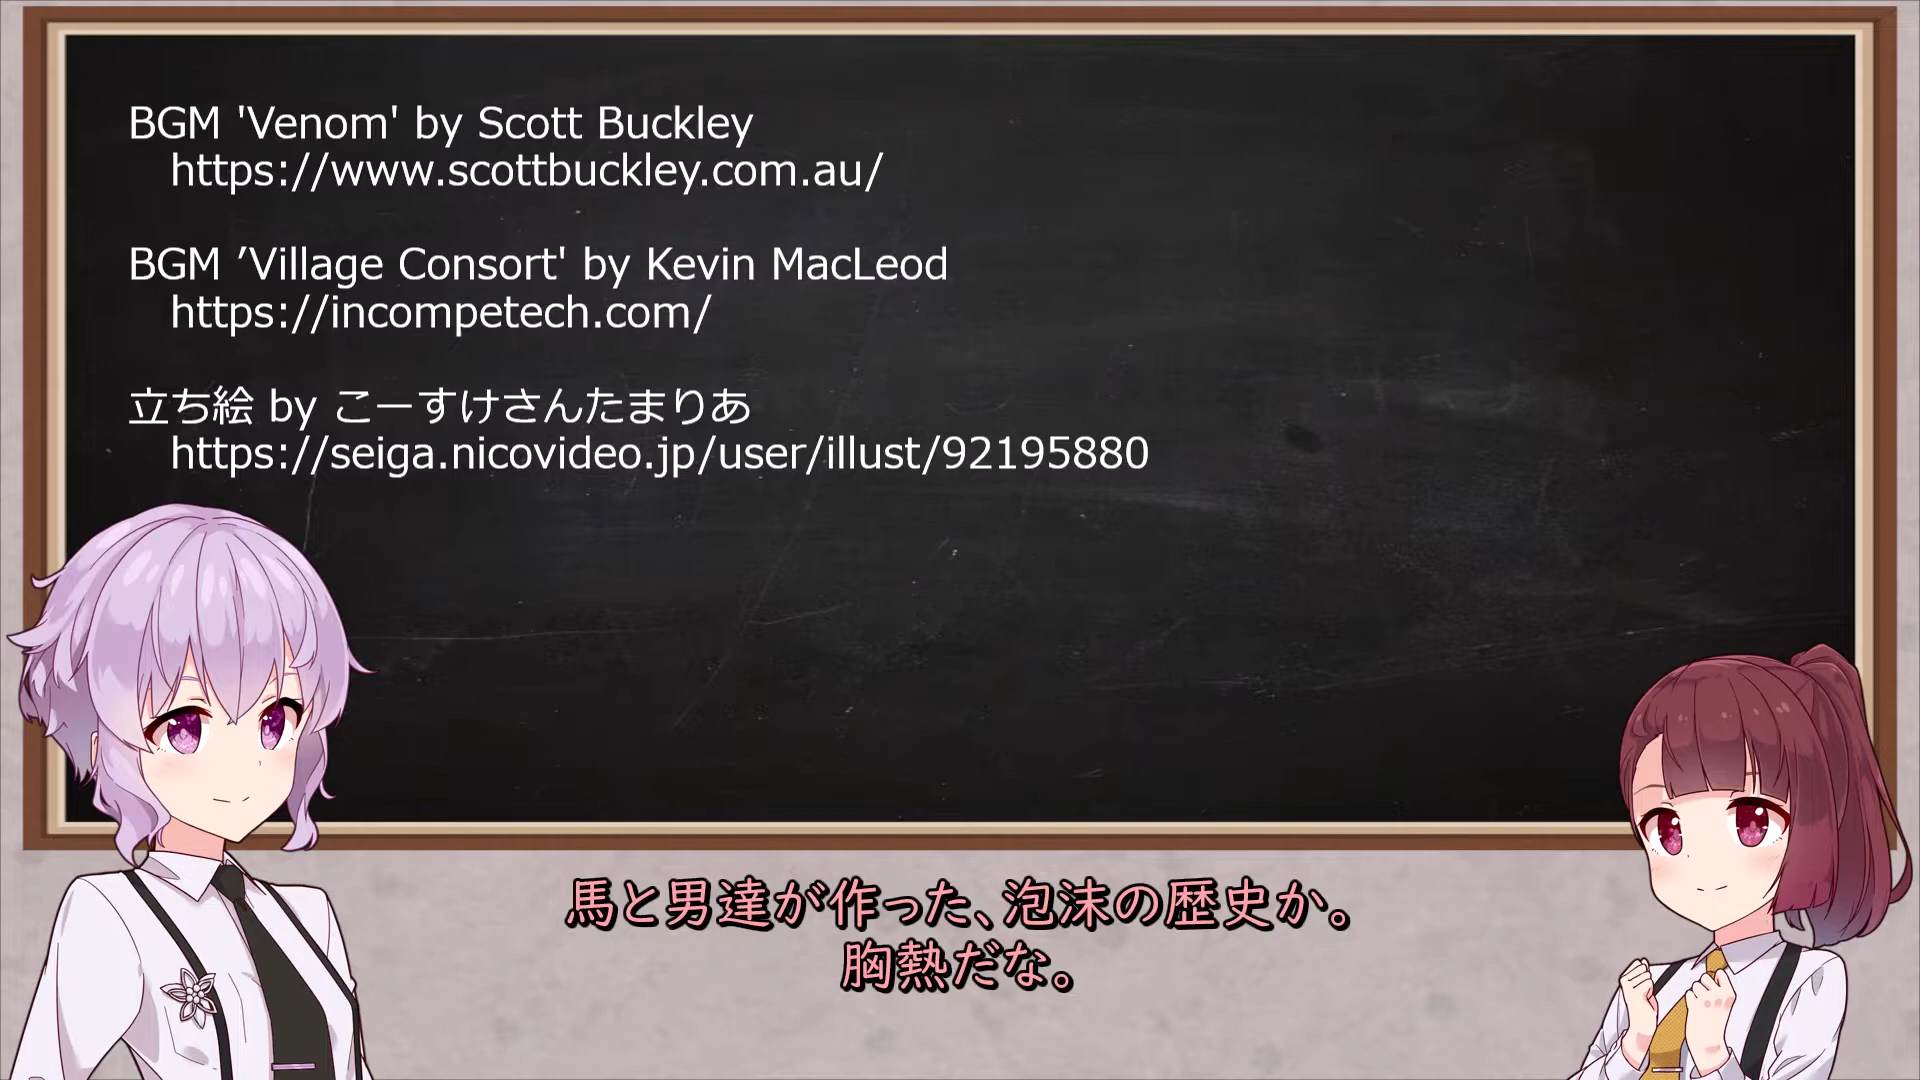 BGM 'Venom' by Scott Buckley
https://www.scottbuckley.com.au/
BGM ’Village Consort' by Kevin MacLeod
https://incompetech.com/
立ち絵 by こーすけさんたまりあ
https://seiga.nicovideo.jp/user/illust/92195880
馬と男達が作った、泡沫の歴史か。
胸熱だな。